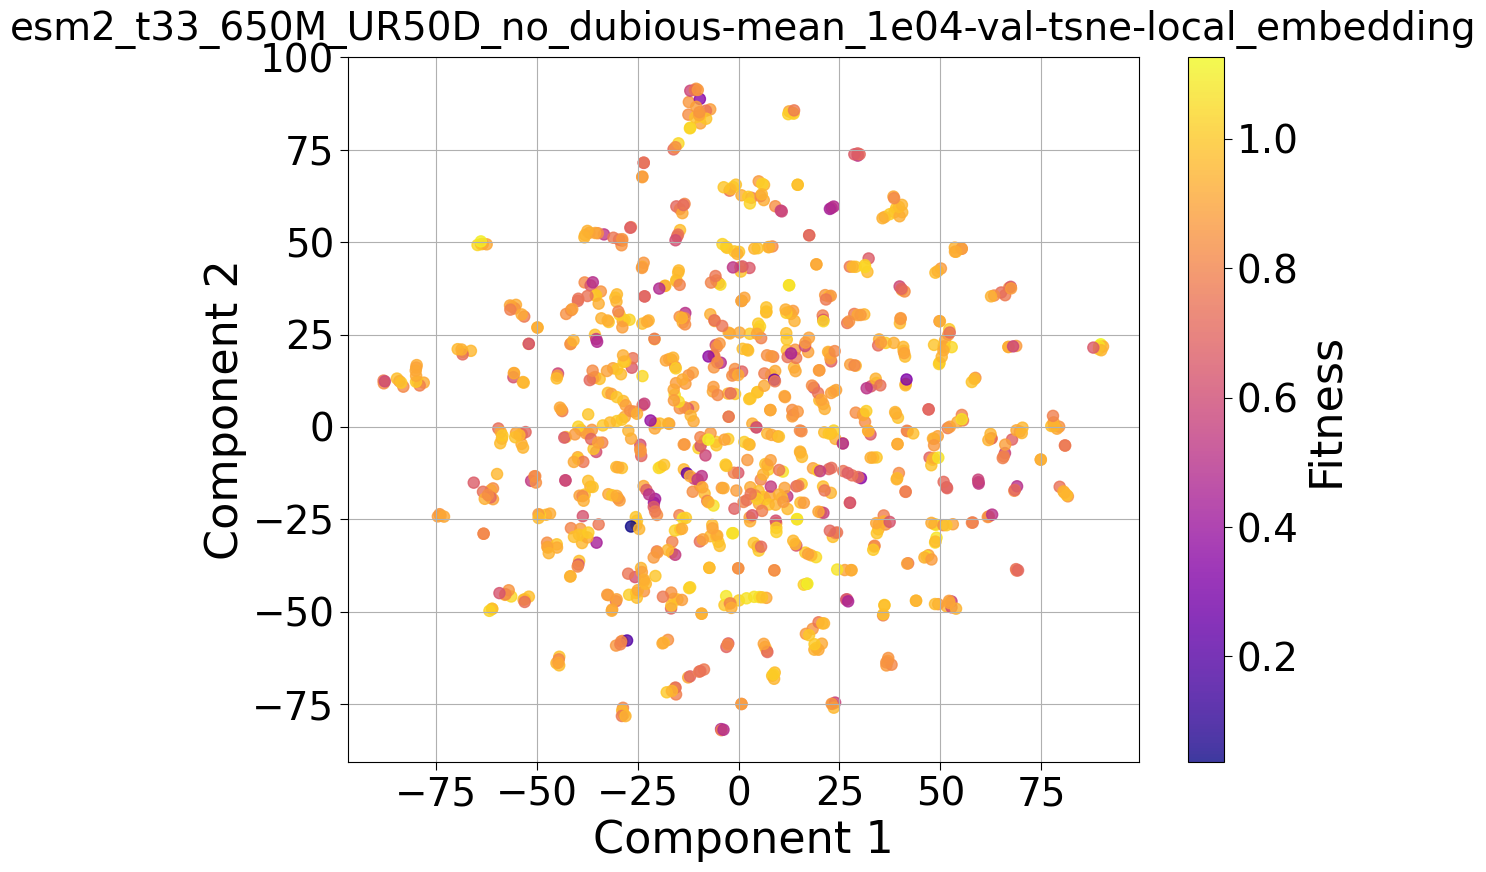 esm2_t33_650M_UR50D_no_dubious-mean_1e04-val-tsne-local_embedding
100
75
50
25
0
−25
−50
−75
Component 2
−75 −50 −25 0 25 50 75
Component 1
1.0
0.8
0.6
0.4
0.2
Fitness